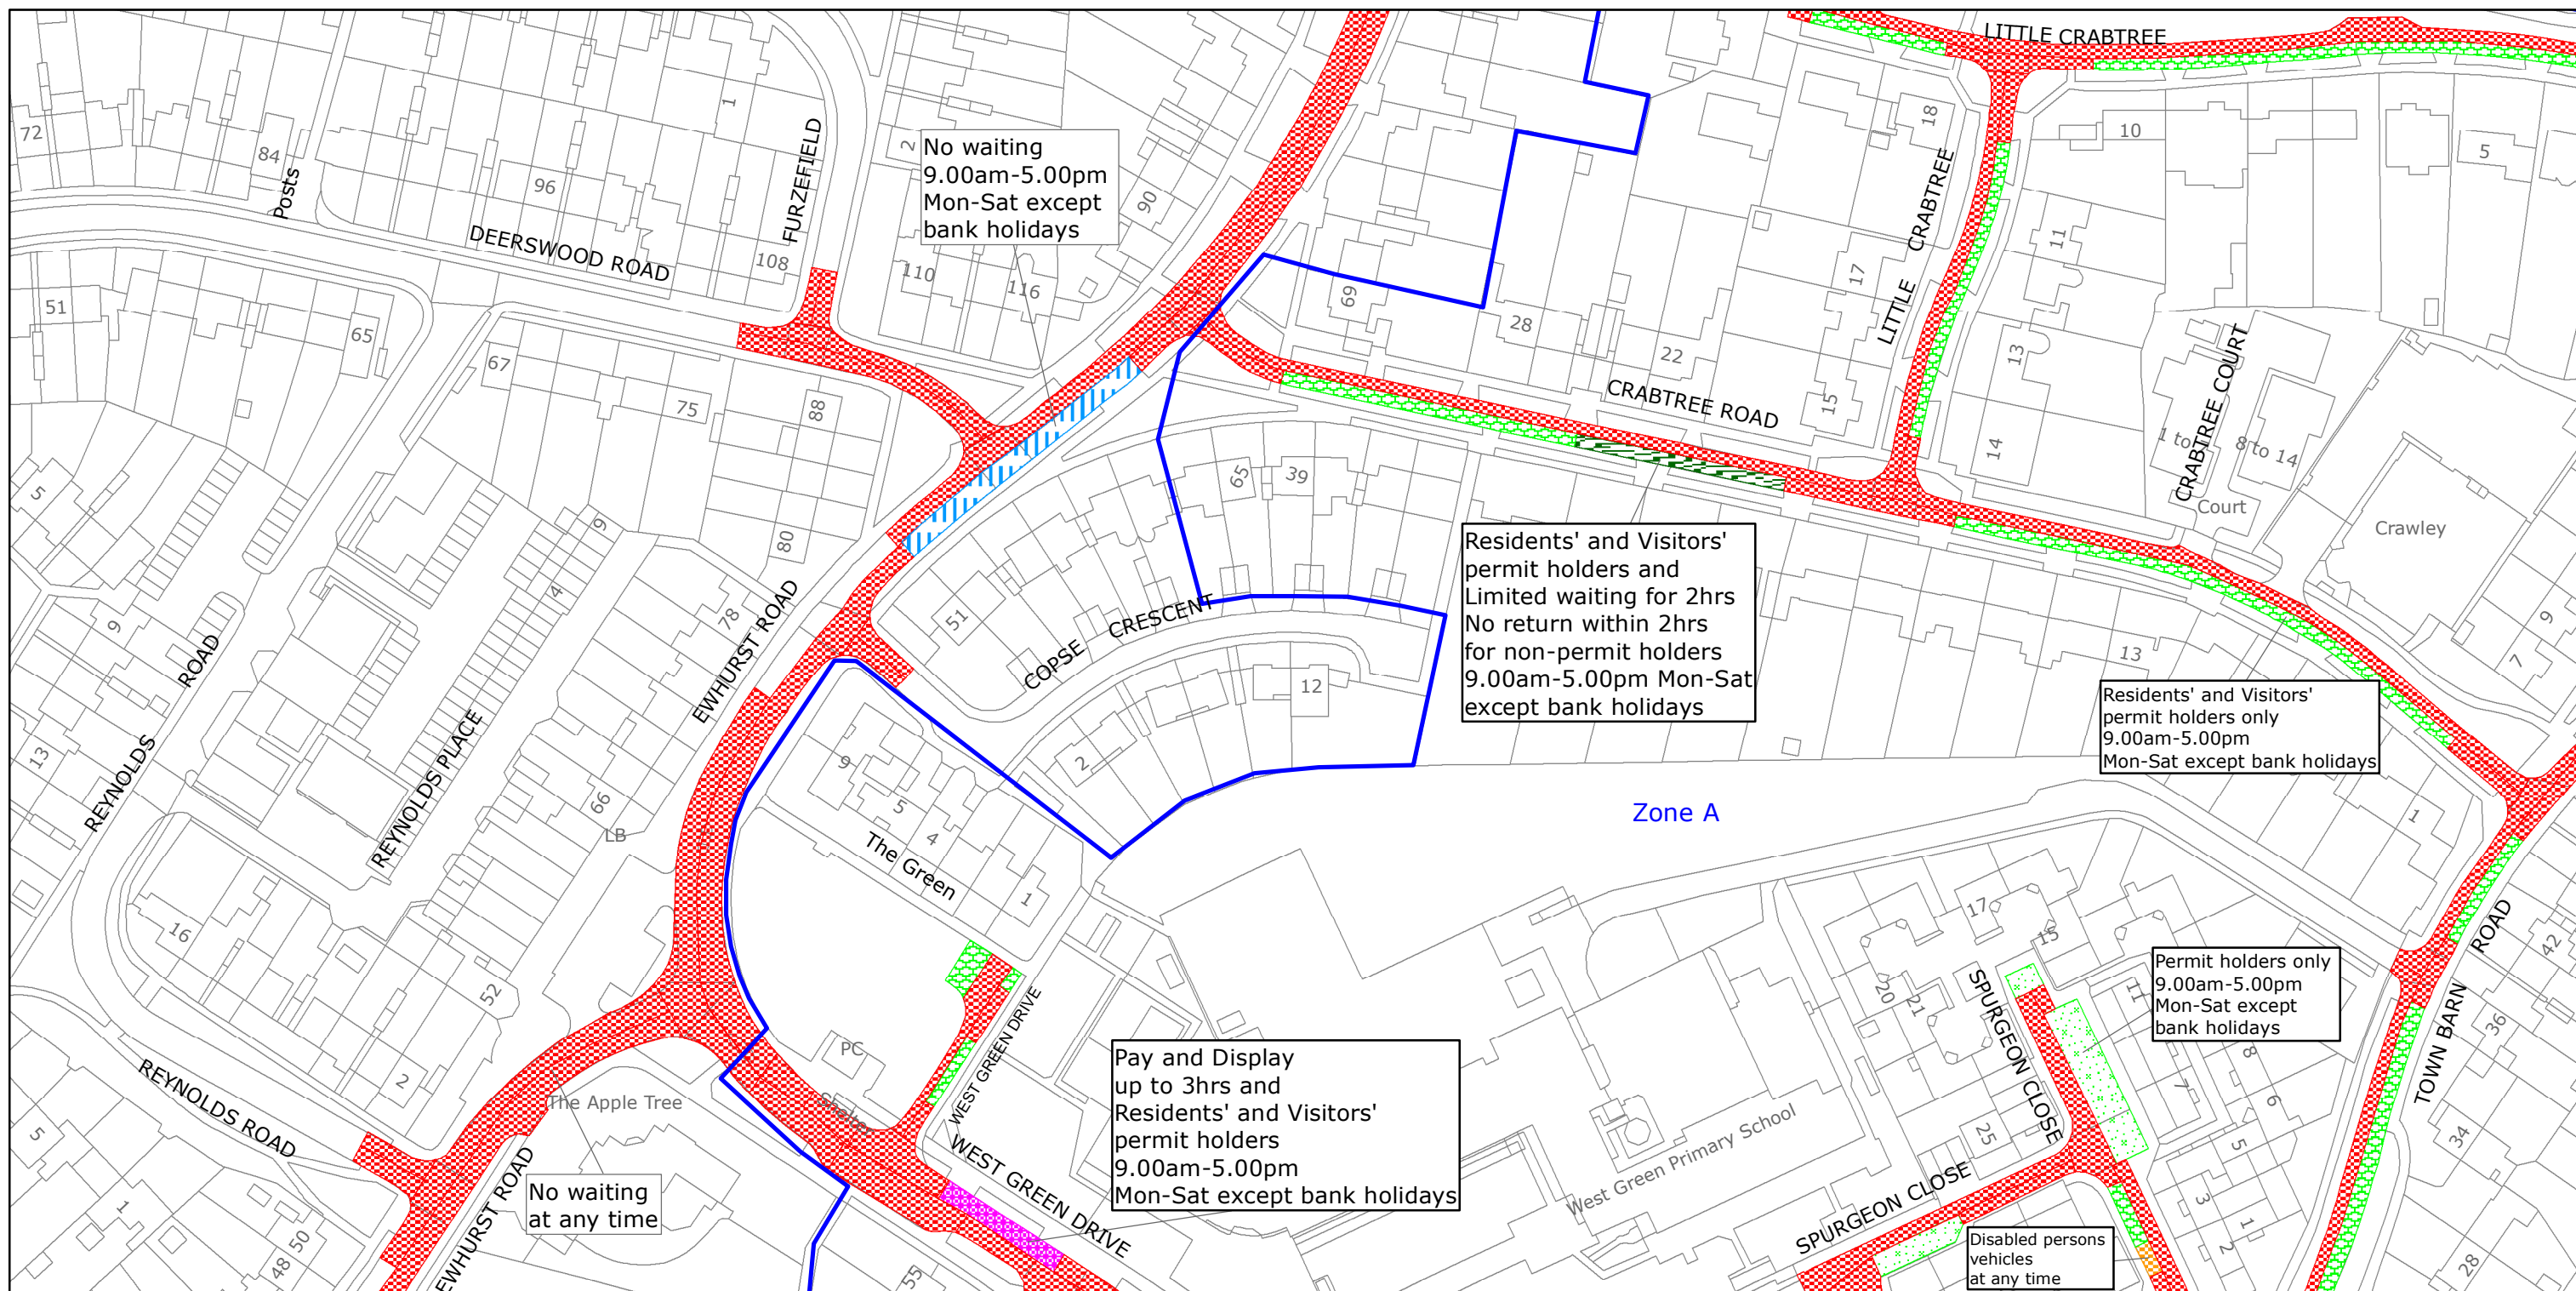 LITTLE CRABTREE
72
84
Posts
96
1
FURZEFIELD
2
No waiting
9.00am-5.00pm
Mon-Sat except
bank holidays
90
18
10
5
DEERSWOOD ROAD
108
110
116
69
28
22
17
LITTLE CRABTREE
11
51
65
67
75
88
CRABTREE ROAD
15
13
14
CRABTREE COURT
1 to
8 to 14
Court
Crawley
5
9
80
4
65
39
Residents' and Visitors'
permit holders and
Limited waiting for 2hrs
No return within 2hrs
for non-permit holders
9.00am-5.00pm Mon-Sat
except bank holidays
9
78
51
COPSE CRESCENT
EWHURST ROAD
REYNOLDS ROAD
13
9
7
13
REYNOLDS PLACE
12
2
Residents' and Visitors'
permit holders only
9.00am-5.00pm
Mon-Sat except bank holidays
66
LB
9
5
4
The Green
1
Zone A
1
16
52
17
15
20
21
SPURGEON CLOSE
11
Permit holders only
9.00am-5.00pm
Mon-Sat except
bank holidays
TOWN BARN ROAD
42
36
REYNOLDS ROAD
2
The Apple Tree
PC
Shelter
WEST GREEN DRIVE
WEST GREEN DRIVE
Pay and Display
up to 3hrs and
Residents' and Visitors'
permit holders
9.00am-5.00pm
Mon-Sat except bank holidays
West Green Primary School
25
8
7
6
5
34
5
1
50
48
EWHURST ROAD
No waiting
at any time
55
SPURGEON CLOSE
Disabled persons
vehicles
at any time
3
1
2
28